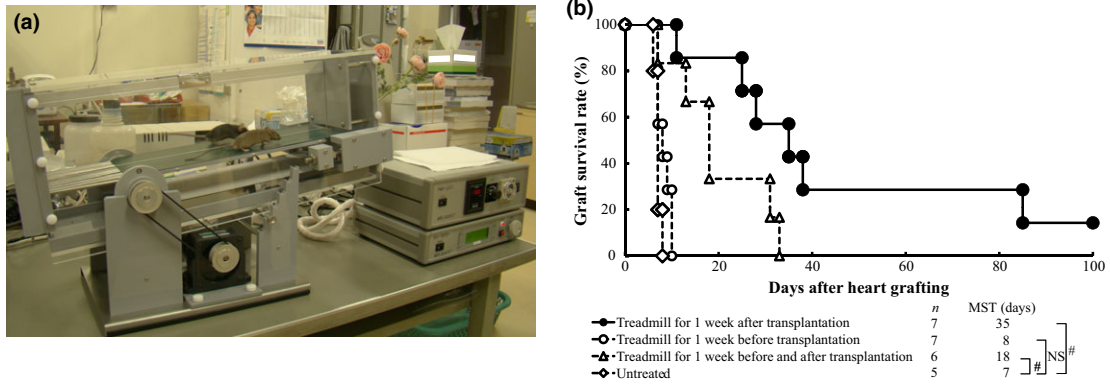 (a)
(b)
100
80
60
40
20
0
Graft survival rate (%)
0 20 40 60 80 100
Days after heart grafting
n MST (days)
Treadmill for 1 week after transplantation 7 35
Treadmill for 1 week before transplantation 7 8
Treadmill for 1 week before and after transplantation 6 18
Untreated 5 7
# NS #